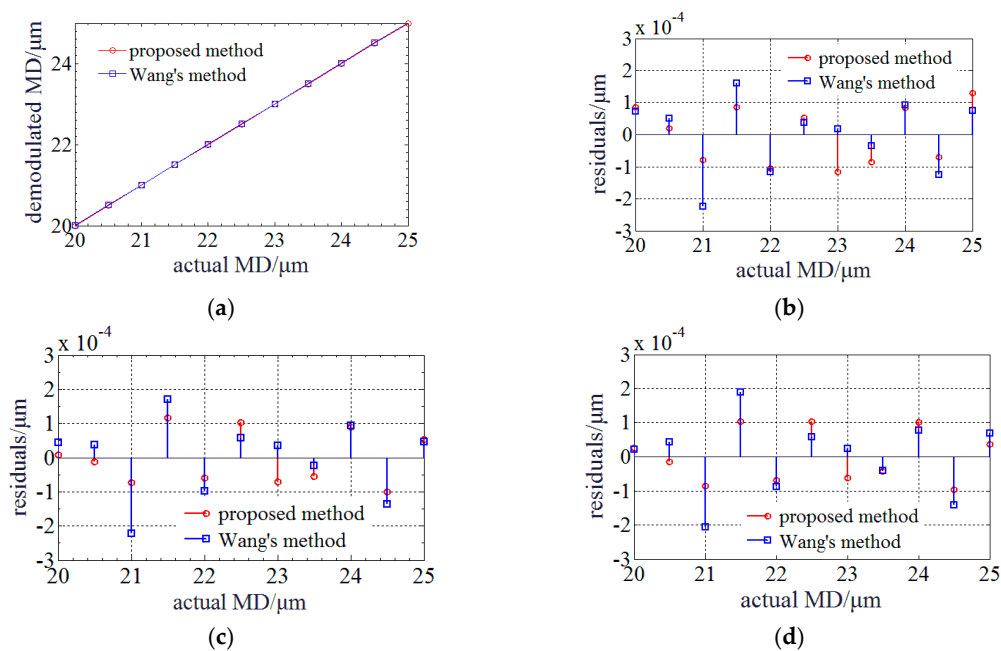 demodulated MD/μm
24
22
20
proposed method
Wang's method
20 21 22 23 24 25
actual MD/μm
(a)
x 10⁻⁴
residuals/μm
3
2
1
0
-1
-2
-3
proposed method
Wang's method
20 21 22 23 24 25
actual MD/μm
(b)
x 10⁻⁴
residuals/μm
3
2
1
0
-1
-2
-3
proposed method
Wang's method
20 21 22 23 24 25
actual MD/μm
(c)
x 10⁻⁴
residuals/μm
3
2
1
0
-1
-2
-3
proposed method
Wang's method
20 21 22 23 24 25
actual MD/μm
(d)